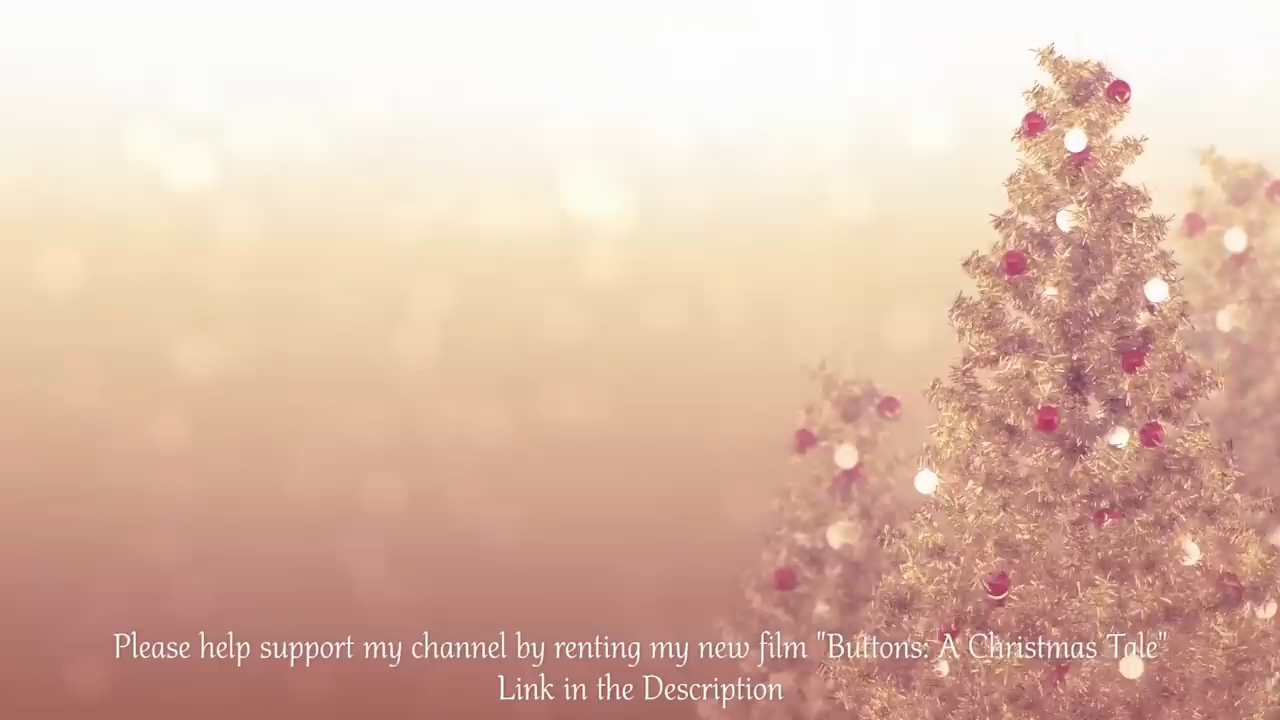 Please help support my channel by renting my new film "Buttons: A Christmas Tale"
Link in the Description